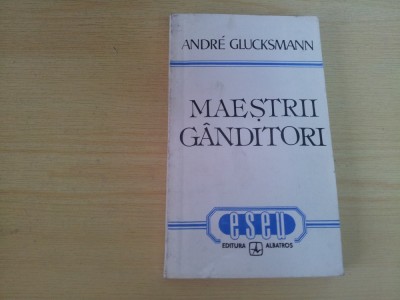 ANDRÉ GLUCKSMANN
MAEȘTRII
GÂNDITORI
eseu
EDITURA ALBATROS